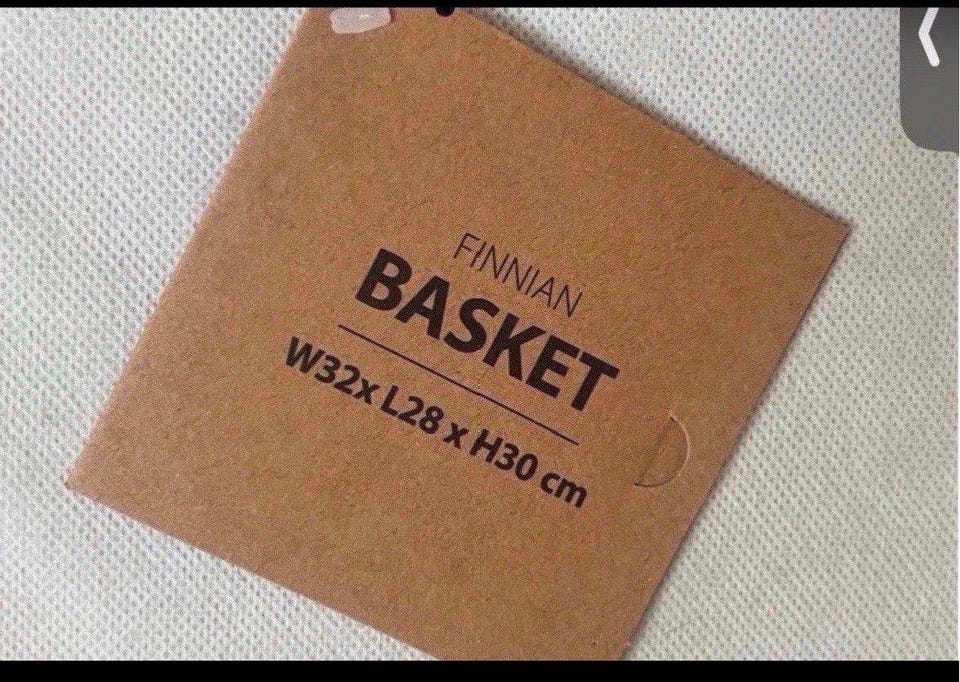 FINNIAN
BASKET
W32x L28 x H30 cm